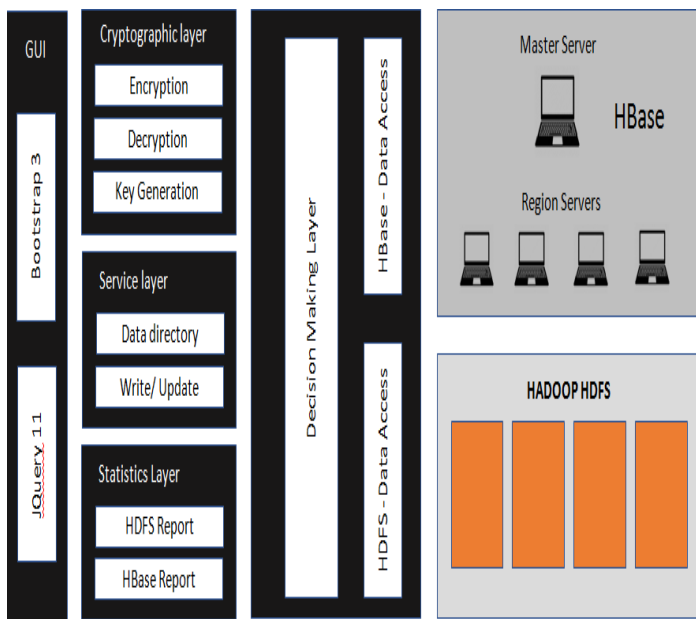 GUI
Bootstrap 3
JQuery 11
Cryptographic layer
Encryption
Decryption
Key Generation
Service layer
Data directory
Write/ Update
Statistics Layer
HDFS Report
HBase Report
Decision Making Layer
HBase - Data Access
HDFS - Data Access
Master Server
HBase
Region Servers
HADOOP HDFS